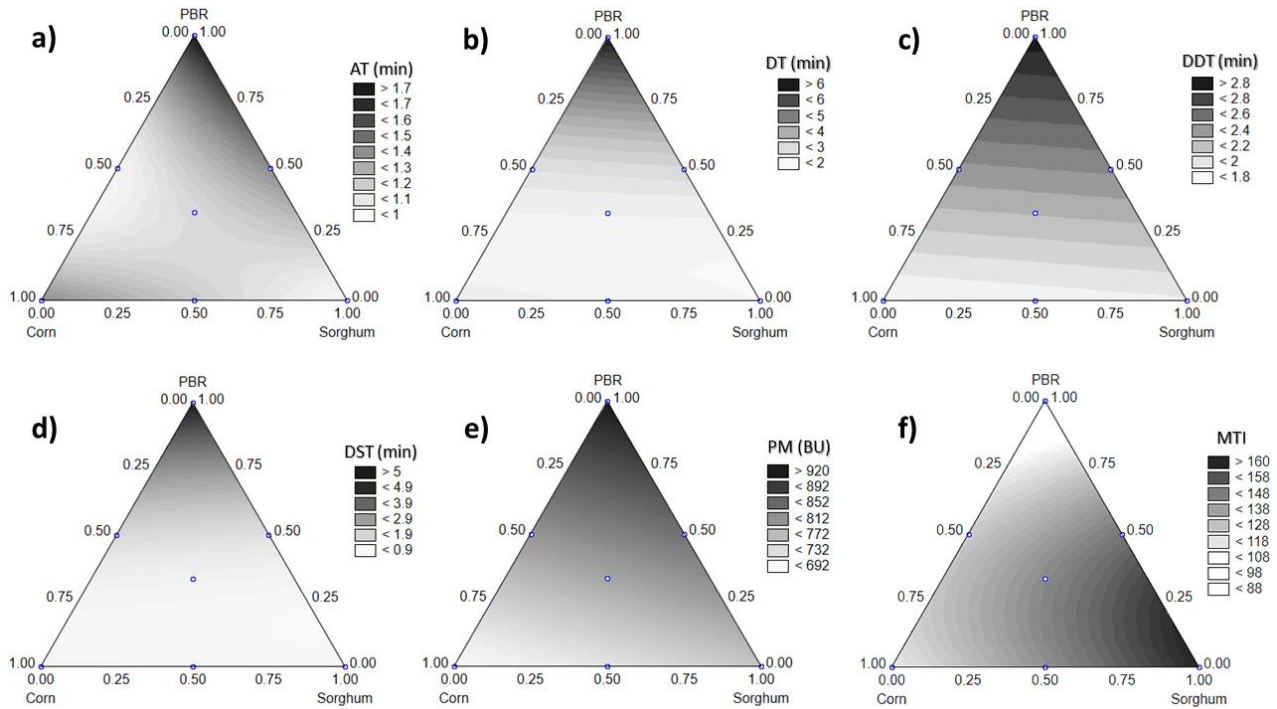 a)
PBR
0.00 1.00
0.25 0.75
0.50 0.50
0.75 0.25
1.00 0.00
0.00 0.25 0.50 0.75 1.00
Corn Sorghum
AT (min)
> 1.7
< 1.7
< 1.6
< 1.5
< 1.4
< 1.3
< 1.2
< 1.1
< 1
b)
PBR
0.00 1.00
0.25 0.75
0.50 0.50
0.75 0.25
1.00 0.00
0.00 0.25 0.50 0.75 1.00
Corn Sorghum
DT (min)
> 6
< 6
< 5
< 4
< 3
< 2
c)
PBR
0.00 1.00
0.25 0.75
0.50 0.50
0.75 0.25
1.00 0.00
0.00 0.25 0.50 0.75 1.00
Corn Sorghum
DDT (min)
> 2.8
< 2.8
< 2.6
< 2.4
< 2.2
< 2
< 1.8
d)
PBR
0.00 1.00
0.25 0.75
0.50 0.50
0.75 0.25
1.00 0.00
0.00 0.25 0.50 0.75 1.00
Corn Sorghum
DST (min)
> 5
< 4.9
< 3.9
< 2.9
< 1.9
< 0.9
e)
PBR
0.00 1.00
0.25 0.75
0.50 0.50
0.75 0.25
1.00 0.00
0.00 0.25 0.50 0.75 1.00
Corn Sorghum
PM (BU)
> 920
< 892
< 852
< 812
< 772
< 732
< 692
f)
PBR
0.00 1.00
0.25 0.75
0.50 0.50
0.75 0.25
1.00 0.00
0.00 0.25 0.50 0.75 1.00
Corn Sorghum
MTI
> 160
< 158
< 148
< 138
< 128
< 118
< 108
< 98
< 88